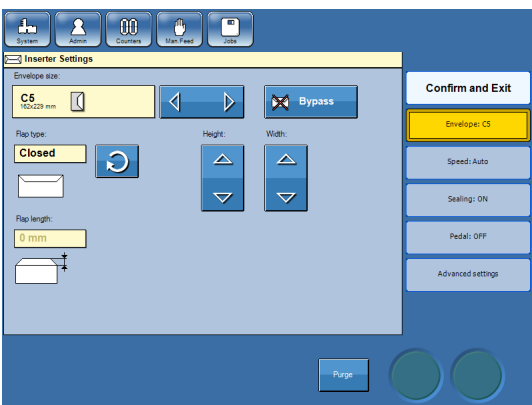 System
Admin
Counters
Man.Feed
Jobs
Inserter Settings
Envelope size:
C5
162x229 mm
Bypass
Flap type:
Closed
Height:
Width:
Flap length:
0 mm
Confirm and Exit
Envelope: C5
Speed: Auto
Sealing: ON
Pedal: OFF
Advanced settings
Purge